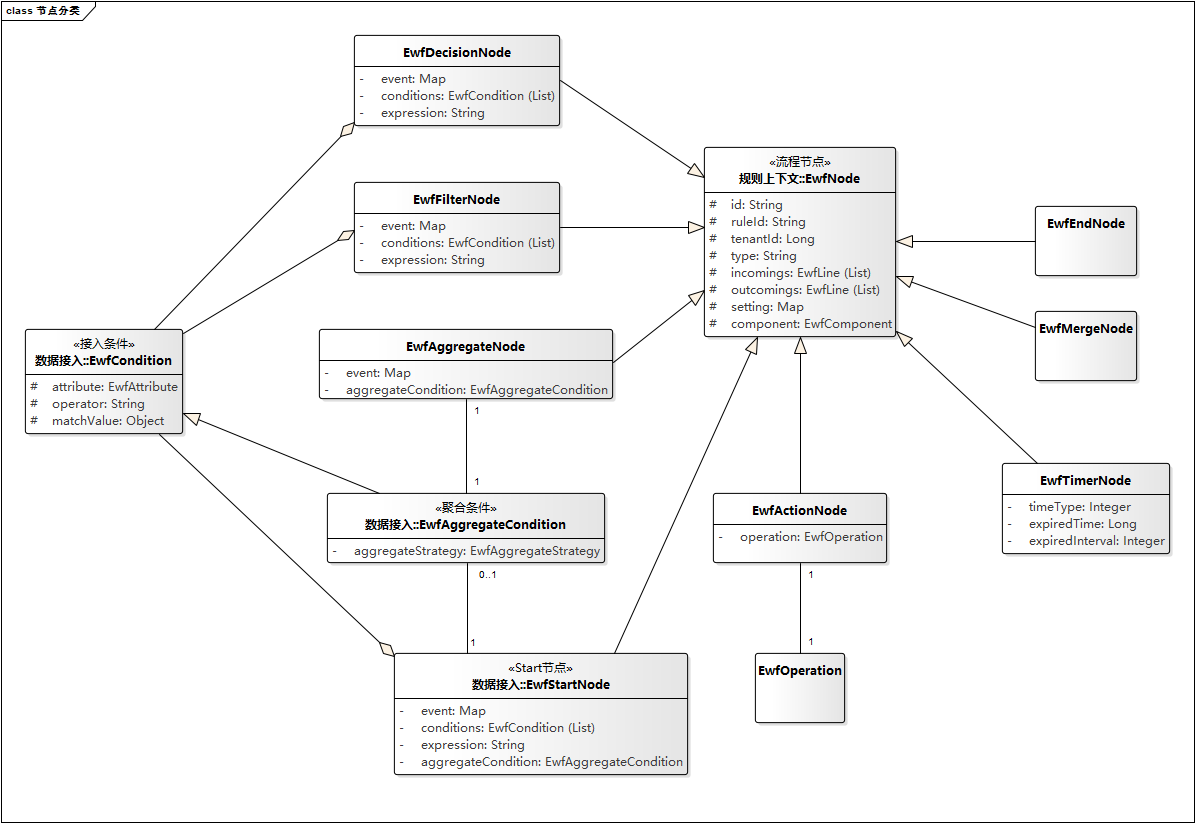 class 节点分类
EwfDecisionNode
- event: Map
- conditions: EwfCondition (List)
- expression: String
EwfFilterNode
- event: Map
- conditions: EwfCondition (List)
- expression: String
«流程节点»
规则上下文::EwfNode
# id: String
# ruleId: String
# tenantId: Long
# type: String
# incomings: EwfLine (List)
# outcomings: EwfLine (List)
# setting: Map
# component: EwfComponent
EwfEndNode
EwfMergeNode
«接入条件»
数据接入::EwfCondition
# attribute: EwfAttribute
# operator: String
# matchValue: Object
EwfAggregateNode
- event: Map
- aggregateCondition: EwfAggregateCondition
1
1
«聚合条件»
数据接入::EwfAggregateCondition
- aggregateStrategy: EwfAggregateStrategy
0..1
1
EwfActionNode
- operation: EwfOperation
1
1
EwfTimerNode
- timeType: Integer
- expiredTime: Long
- expiredInterval: Integer
«Start节点»
数据接入::EwfStartNode
- event: Map
- conditions: EwfCondition (List)
- expression: String
- aggregateCondition: EwfAggregateCondition
EwfOperation